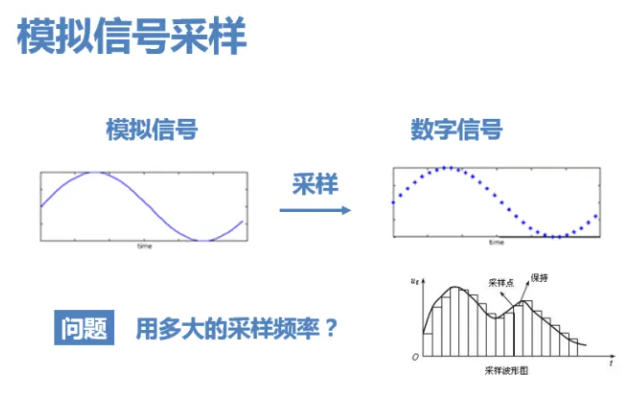 模拟信号采样
模拟信号
数字信号
采样
time
time
问题
用多大的采样频率？
采样点
保持
O
t
采样波形图